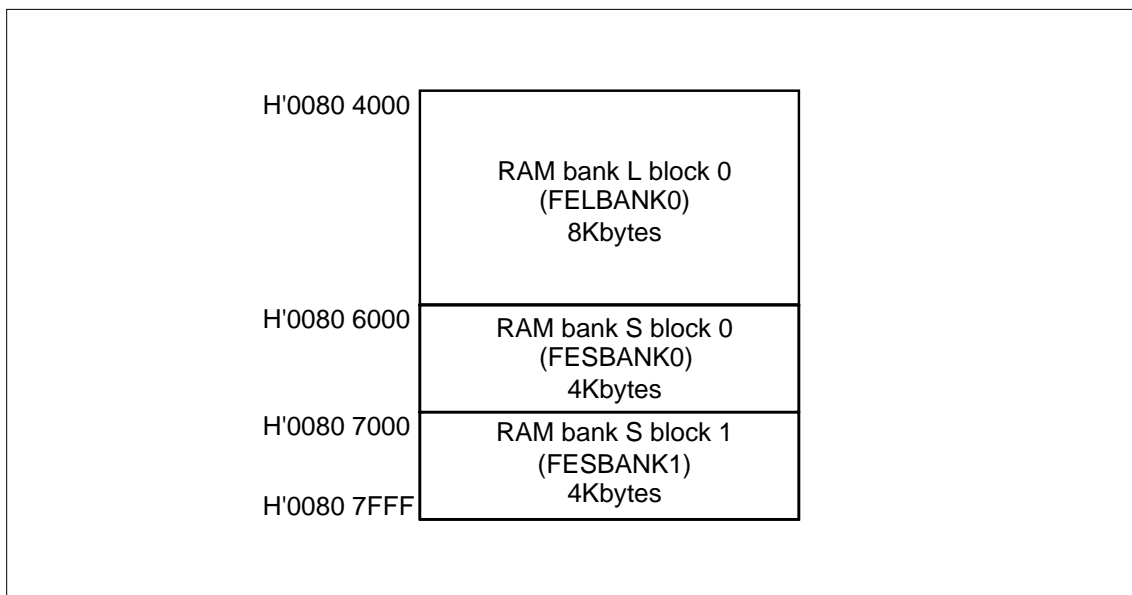 H'0080 4000
RAM bank L block 0
(FELBANK0)
8Kbytes
H'0080 6000
RAM bank S block 0
(FESBANK0)
4Kbytes
H'0080 7000
RAM bank S block 1
(FESBANK1)
4Kbytes
H'0080 7FFF